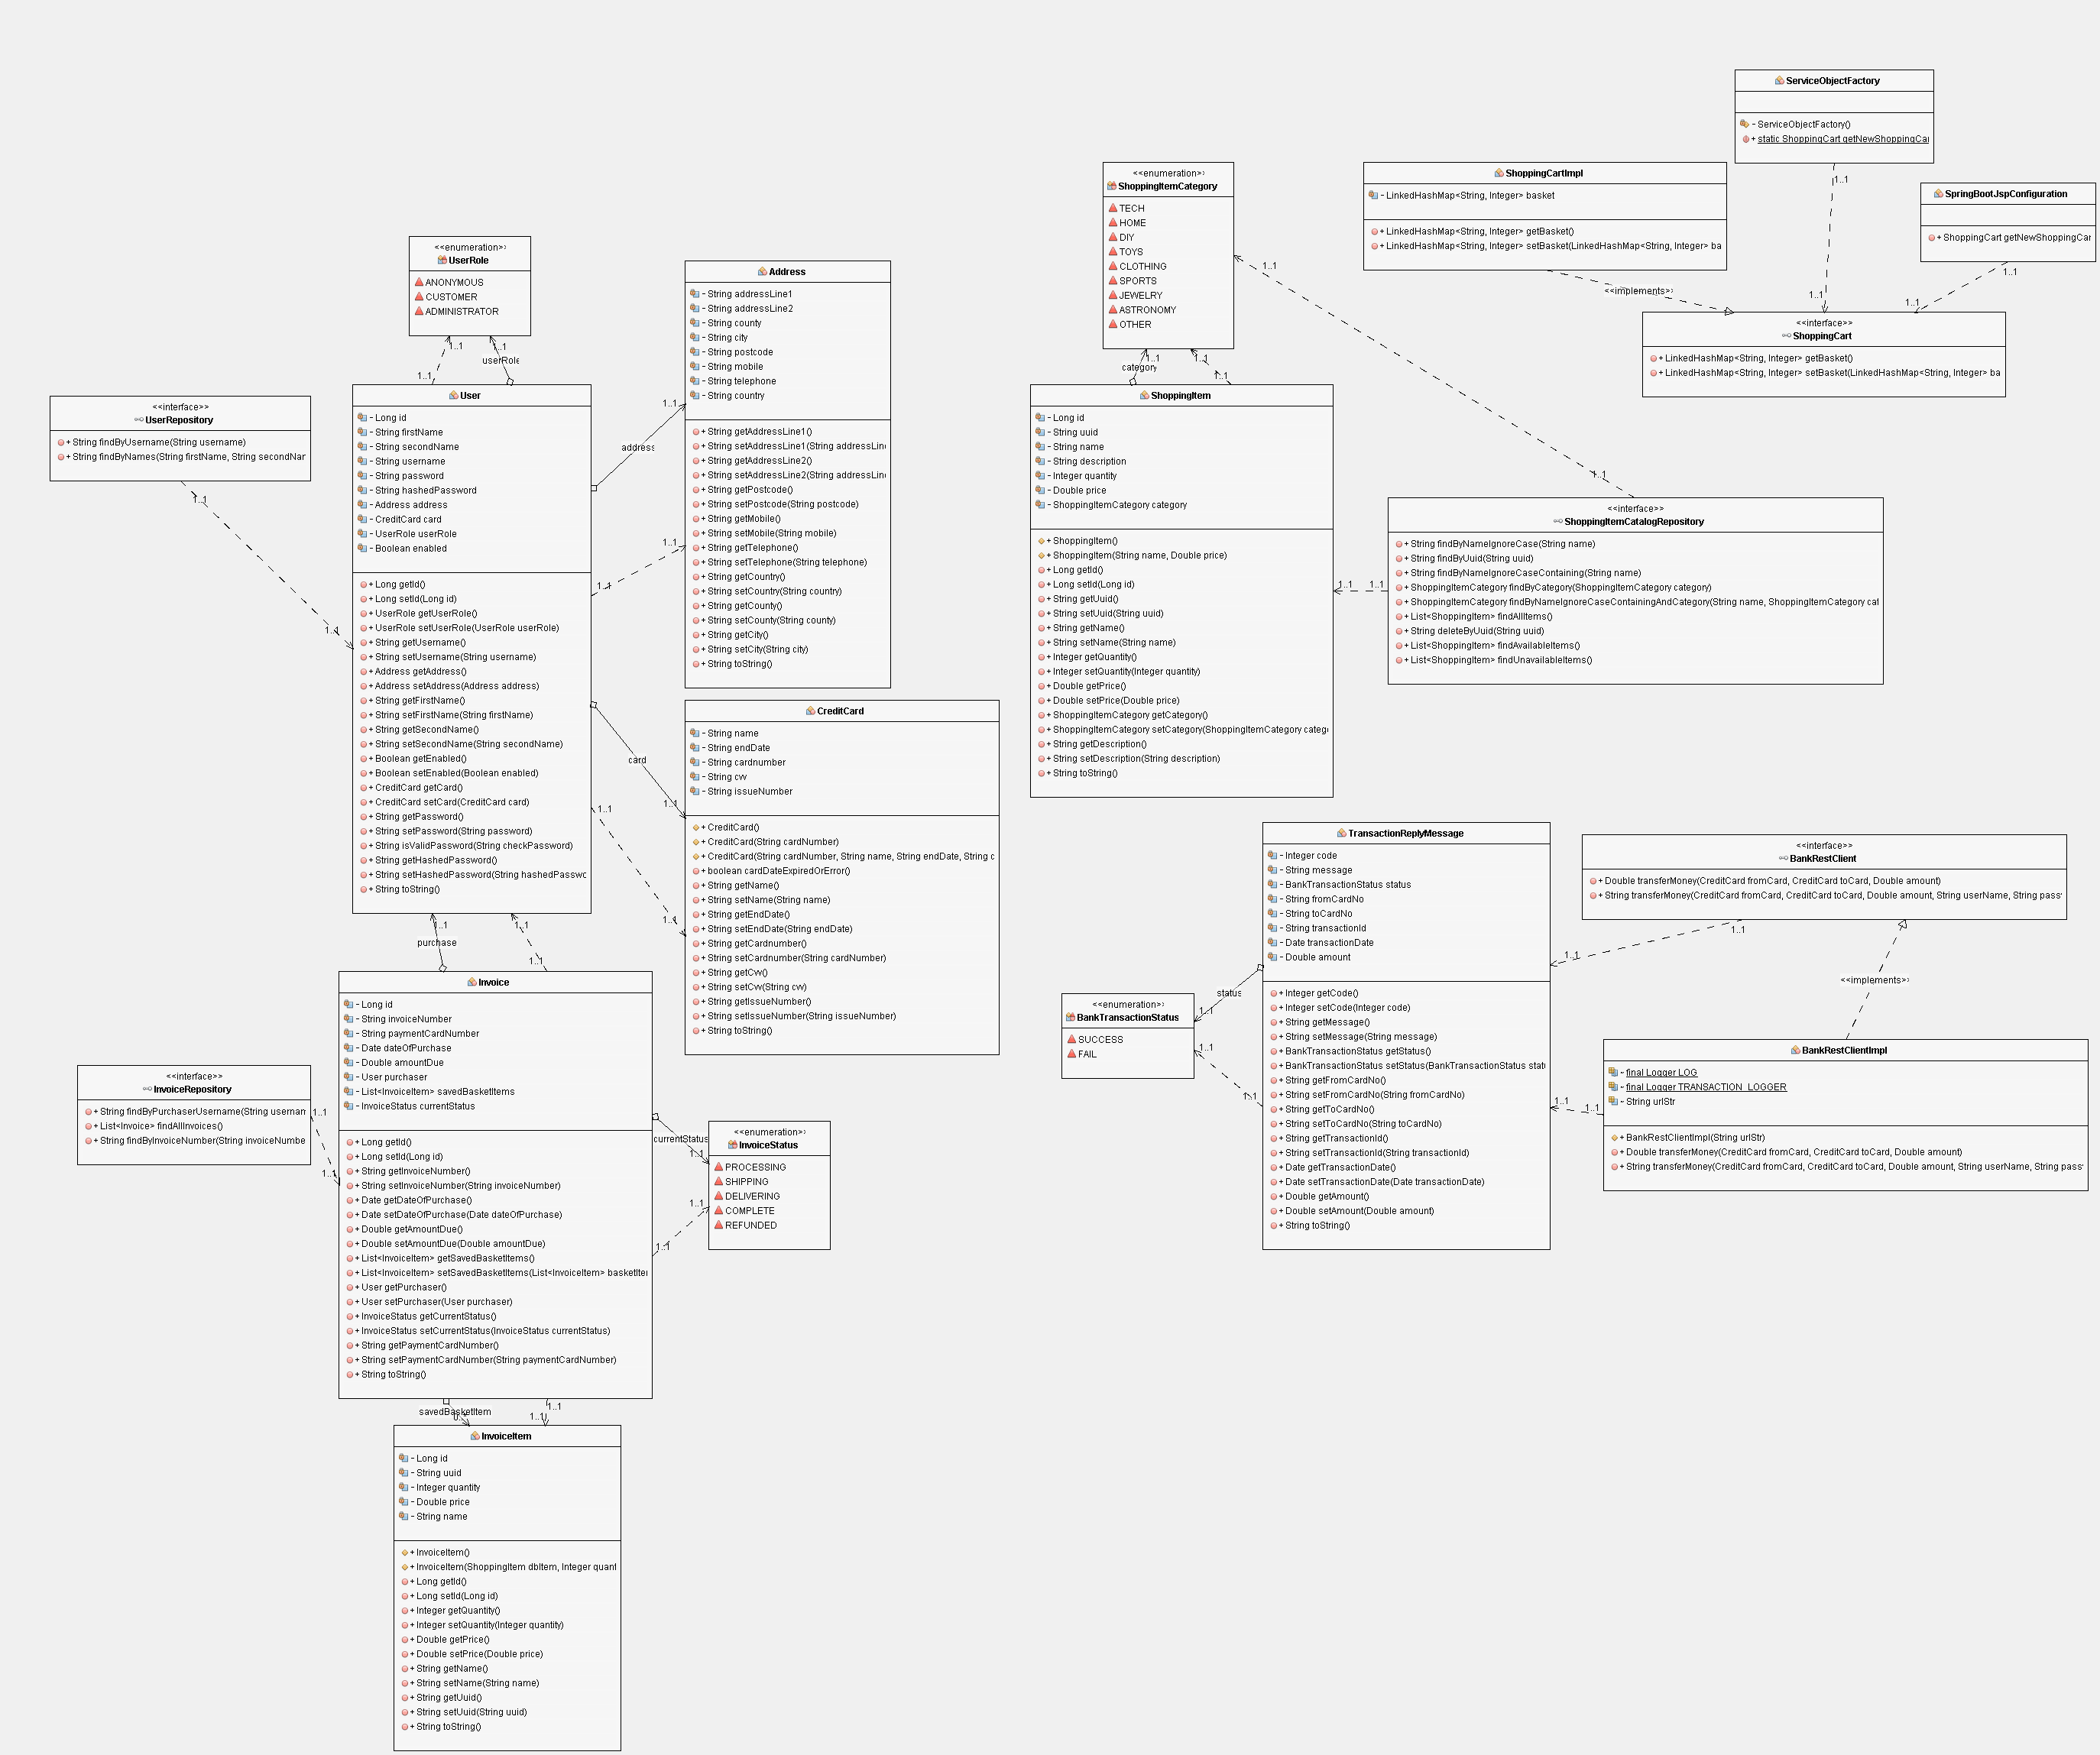 ServiceObjectFactory
- ServiceObjectFactory()
+ static ShoppingCart getNewShoppingCar
1..1
1..1
<<enumeration>>
ShoppingItemCategory
TECH
HOME
DIY
TOYS
CLOTHING
SPORTS
JEWELRY
ASTRONOMY
OTHER
ShoppingCartImpl
- LinkedHashMap<String, Integer> basket
+ LinkedHashMap<String, Integer> getBasket()
+ LinkedHashMap<String, Integer> setBasket(LinkedHashMap<String, Integer> ba
<<implements>>
SpringBootJspConfiguration
+ ShoppingCart getNewShoppingCar
1..1
1..1
<<interface>>
ShoppingCart
+ LinkedHashMap<String, Integer> getBasket()
+ LinkedHashMap<String, Integer> setBasket(LinkedHashMap<String, Integer> ba
<<enumeration>>
UserRole
ANONYMOUS
CUSTOMER
ADMINISTRATOR
1..1
1..1
userRole
1..1
Address
- String addressLine1
- String addressLine2
- String county
- String city
- String postcode
- String mobile
- String telephone
- String country
+ String getAddressLine1()
+ String setAddressLine1(String addressLine
+ String getAddressLine2()
+ String setAddressLine2(String addressLine
+ String getPostcode()
+ String setPostcode(String postcode)
+ String getMobile()
+ String setMobile(String mobile)
+ String getTelephone()
+ String setTelephone(String telephone)
+ String getCountry()
+ String setCountry(String country)
+ String getCounty()
+ String setCounty(String county)
+ String getCity()
+ String setCity(String city)
+ String toString()
<<interface>>
UserRepository
+ String findByUsername(String username)
+ String findByNames(String firstName, String secondNam
1..1
1..1
User
- Long id
- String firstName
- String secondName
- String username
- String password
- String hashedPassword
- Address address
- CreditCard card
- UserRole userRole
- Boolean enabled
+ Long getId()
+ Long setId(Long id)
+ UserRole getUserRole()
+ UserRole setUserRole(UserRole userRole)
+ String getUsername()
+ String setUsername(String username)
+ Address getAddress()
+ Address setAddress(Address address)
+ String getFirstName()
+ String setFirstName(String firstName)
+ String getSecondName()
+ String setSecondName(String secondName)
+ Boolean getEnabled()
+ Boolean setEnabled(Boolean enabled)
+ CreditCard getCard()
+ CreditCard setCard(CreditCard card)
+ String getPassword()
+ String setPassword(String password)
+ String isValidPassword(String checkPassword)
+ String getHashedPassword()
+ String setHashedPassword(String hashedPasswo
+ String toString()
1..1
address
1..1
1..1
card
1..1
1..1
1..1
CreditCard
- String name
- String endDate
- String cardnumber
- String cvv
- String issueNumber
+ CreditCard()
+ CreditCard(String cardNumber)
+ CreditCard(String cardNumber, String name, String endDate, String c
+ boolean cardDateExpiredOrError()
+ String getName()
+ String setName(String name)
+ String getEndDate()
+ String setEndDate(String endDate)
+ String getCardnumber()
+ String setCardnumber(String cardNumber)
+ String getCvv()
+ String setCvv(String cvv)
+ String getIssueNumber()
+ String setIssueNumber(String issueNumber)
+ String toString()
1..1
category
1..1
1..1
ShoppingItem
- Long id
- String uuid
- String name
- String description
- Integer quantity
- Double price
- ShoppingItemCategory category
+ ShoppingItem()
+ ShoppingItem(String name, Double price)
+ Long getId()
+ Long setId(Long id)
+ String getUuid()
+ String setUuid(String uuid)
+ String getName()
+ String setName(String name)
+ Integer getQuantity()
+ Integer setQuantity(Integer quantity)
+ Double getPrice()
+ Double setPrice(Double price)
+ ShoppingItemCategory getCategory()
+ ShoppingItemCategory setCategory(ShoppingItemCategory catego
+ String getDescription()
+ String setDescription(String description)
+ String toString()
1..1
1..1
1..1 1..1
<<interface>>
ShoppingItemCatalogRepository
+ String findByNameIgnoreCase(String name)
+ String findByUuid(String uuid)
+ String findByNameIgnoreCaseContaining(String name)
+ ShoppingItemCategory findByCategory(ShoppingItemCategory category)
+ ShoppingItemCategory findByNameIgnoreCaseContainingAndCategory(String name, ShoppingItemCategory cat
+ List<ShoppingItem> findAllItems()
+ String deleteByUuid(String uuid)
+ List<ShoppingItem> findAvailableItems()
+ List<ShoppingItem> findUnavailableItems()
TransactionReplyMessage
- Integer code
- String message
- BankTransactionStatus status
- String fromCardNo
- String toCardNo
- String transactionId
- Date transactionDate
- Double amount
+ Integer getCode()
+ Integer setCode(Integer code)
+ String getMessage()
+ String setMessage(String message)
+ BankTransactionStatus getStatus()
+ BankTransactionStatus setStatus(BankTransactionStatus statu
+ String getFromCardNo()
+ String setFromCardNo(String fromCardNo)
+ String getToCardNo()
+ String setToCardNo(String toCardNo)
+ String getTransactionId()
+ String setTransactionId(String transactionId)
+ Date getTransactionDate()
+ Date setTransactionDate(Date transactionDate)
+ Double getAmount()
+ Double setAmount(Double amount)
+ String toString()
<<interface>>
BankRestClient
+ Double transferMoney(CreditCard fromCard, CreditCard toCard, Double amount)
+ String transferMoney(CreditCard fromCard, CreditCard toCard, Double amount, String userName, String pass
1..1
1..1
<<implements>>
BankRestClientImpl
- final Logger LOG
- final Logger TRANSACTION_LOGGER
- String urlStr
+ BankRestClientImpl(String urlStr)
+ Double transferMoney(CreditCard fromCard, CreditCard toCard, Double amount)
+ String transferMoney(CreditCard fromCard, CreditCard toCard, Double amount, String userName, String pass
1..1 1..1
status
1..1
1..1
1..1
<<enumeration>>
BankTransactionStatus
SUCCESS
FAIL
1..1
purchase
1..1
1..1
Invoice
- Long id
- String invoiceNumber
- String paymentCardNumber
- Date dateOfPurchase
- Double amountDue
- User purchaser
- List<InvoiceItem> savedBasketItems
- InvoiceStatus currentStatus
+ Long getId()
+ Long setId(Long id)
+ String getInvoiceNumber()
+ String setInvoiceNumber(String invoiceNumber)
+ Date getDateOfPurchase()
+ Date setDateOfPurchase(Date dateOfPurchase)
+ Double getAmountDue()
+ Double setAmountDue(Double amountDue)
+ List<InvoiceItem> getSavedBasketItems()
+ List<InvoiceItem> setSavedBasketItems(List<InvoiceItem> basketIter
+ User getPurchaser()
+ User setPurchaser(User purchaser)
+ InvoiceStatus getCurrentStatus()
+ InvoiceStatus setCurrentStatus(InvoiceStatus currentStatus)
+ String getPaymentCardNumber()
+ String setPaymentCardNumber(String paymentCardNumber)
+ String toString()
<<interface>>
InvoiceRepository
+ String findByPurchaserUsername(String usernam
+ List<Invoice> findAllInvoices()
+ String findByInvoiceNumber(String invoiceNumbe
1..1
1..1
currentStatus
1..1
1..1
1..1
<<enumeration>>
InvoiceStatus
PROCESSING
SHIPPING
DELIVERING
COMPLETE
REFUNDED
savedBasketItem
1..1
1..1
InvoiceItem
- Long id
- String uuid
- Integer quantity
- Double price
- String name
+ InvoiceItem()
+ InvoiceItem(ShoppingItem dbItem, Integer quant
+ Long getId()
+ Long setId(Long id)
+ Integer getQuantity()
+ Integer setQuantity(Integer quantity)
+ Double getPrice()
+ Double setPrice(Double price)
+ String getName()
+ String setName(String name)
+ String getUuid()
+ String setUuid(String uuid)
+ String toString()